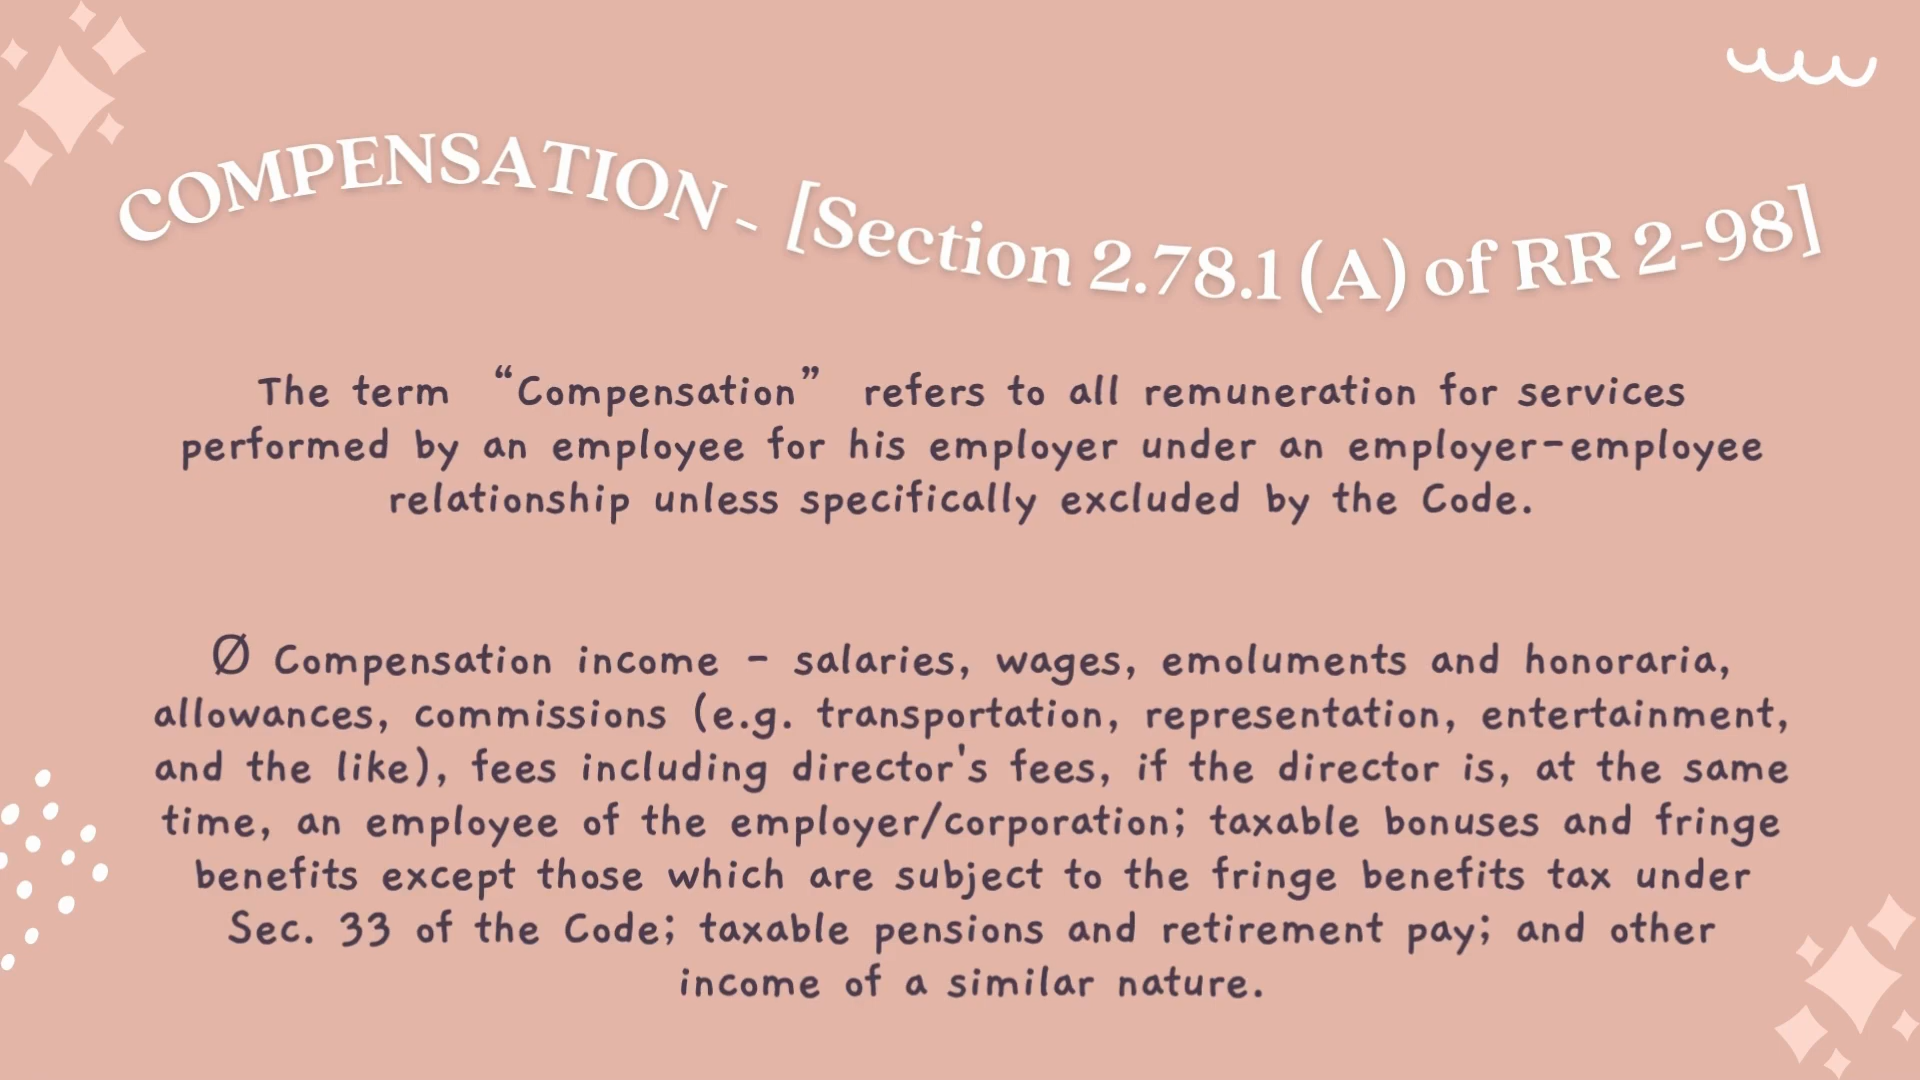 COMPENSATION - [Section 2.78.1 (A) of RR 2-98]
The term “Compensation” refers to all remuneration for services
performed by an employee for his employer under an employer-employee
relationship unless specifically excluded by the Code.
Ø Compensation income - salaries, wages, emoluments and honoraria,
allowances, commissions (e.g. transportation, representation, entertainment,
and the like), fees including director's fees, if the director is, at the same
time, an employee of the employer/corporation; taxable bonuses and fringe
benefits except those which are subject to the fringe benefits tax under
Sec. 33 of the Code; taxable pensions and retirement pay; and other
income of a similar nature.